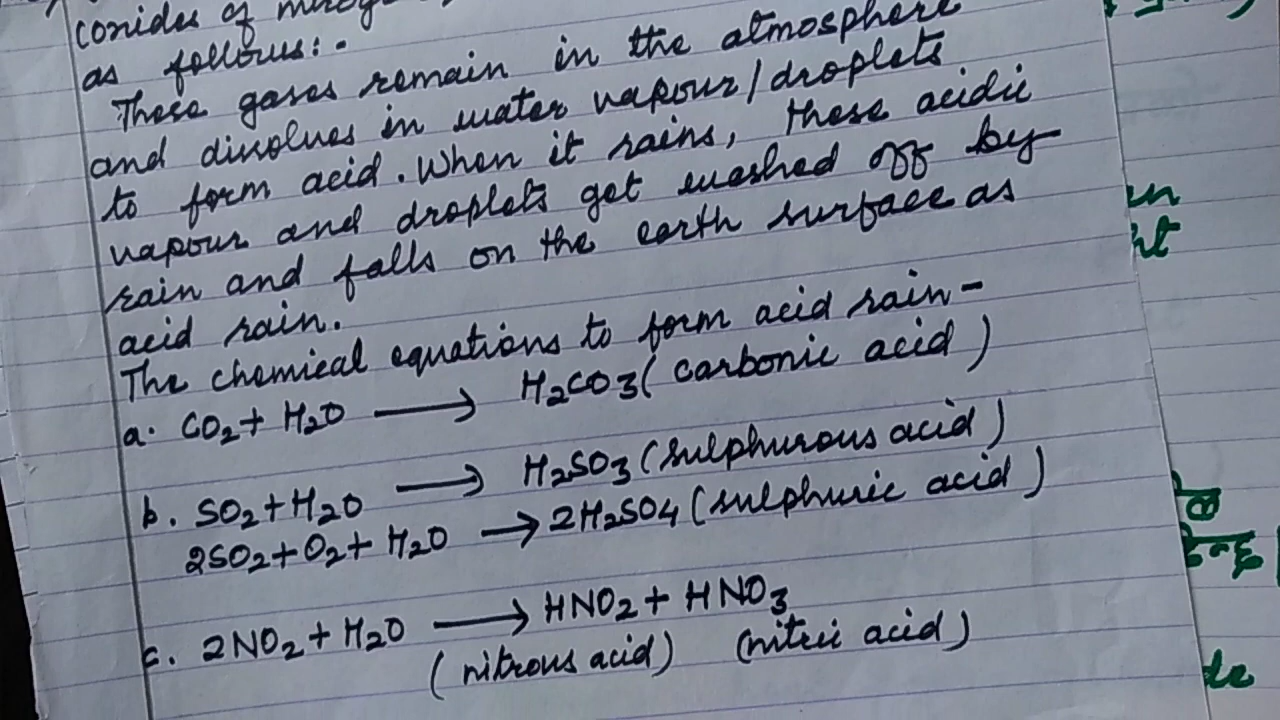 oxides of
as follows:-
These gases remain in the atmosphere
and dissolves in water vapour/droplets
to form acid. When it rains, these acidic
vapour and droplets get washed off by
rain and falls on the earth surface as
acid rain.
The chemical equations to form acid rain-
a. CO2 + H2O ⟶ H2CO3 (carbonic acid)
b. SO2 + H2O ⟶ H2SO3 (sulphurous acid)
2SO2 + O2 + H2O ⟶ 2H2SO4 (sulphuric acid)
c. 2NO2 + H2O ⟶ HNO2 + HNO3
(nitrous acid) (nitric acid)